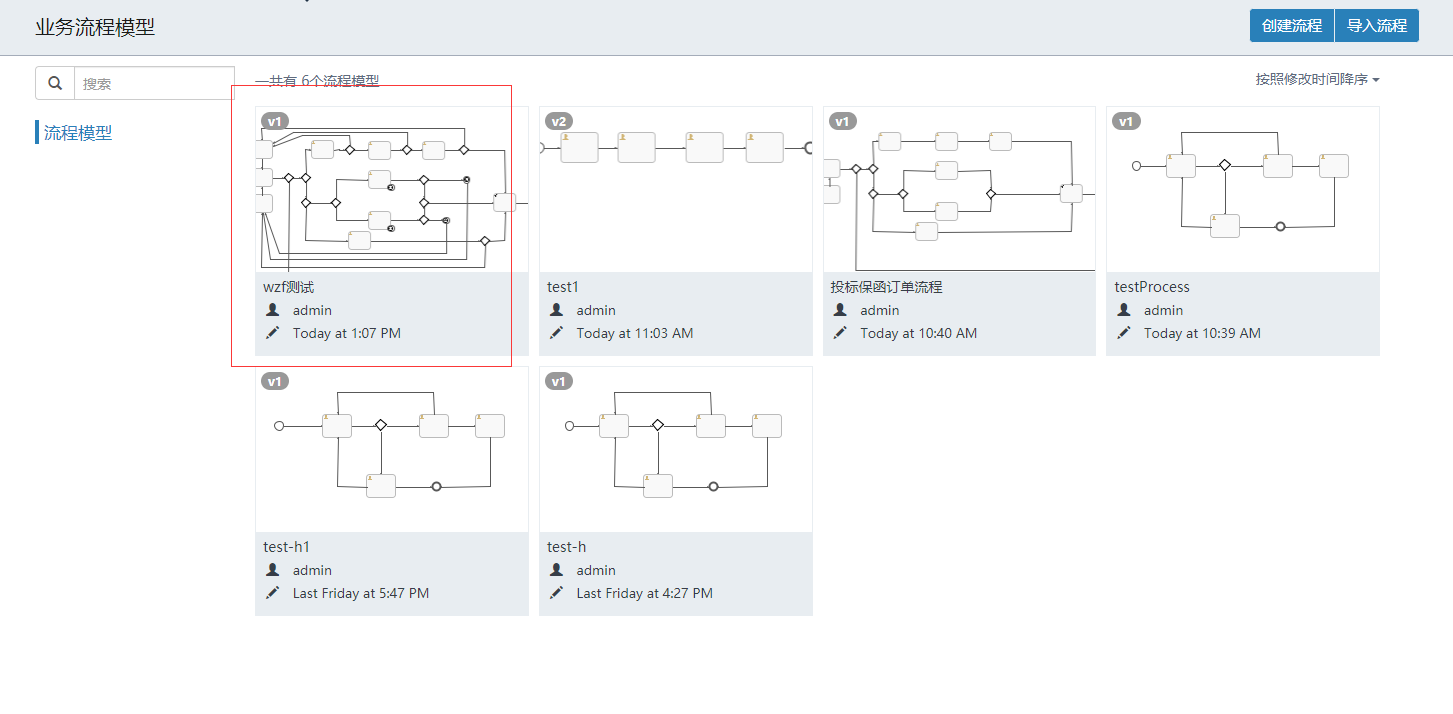 业务流程模型
创建流程 导入流程
搜索
一共有 6个流程模型
按照修改时间降序
流程模型
v1
wzf测试
admin
Today at 1:07 PM
v2
test1
admin
Today at 11:03 AM
v1
投标保函订单流程
admin
Today at 10:40 AM
v1
testProcess
admin
Today at 10:39 AM
v1
test-h1
admin
Last Friday at 5:47 PM
v1
test-h
admin
Last Friday at 4:27 PM